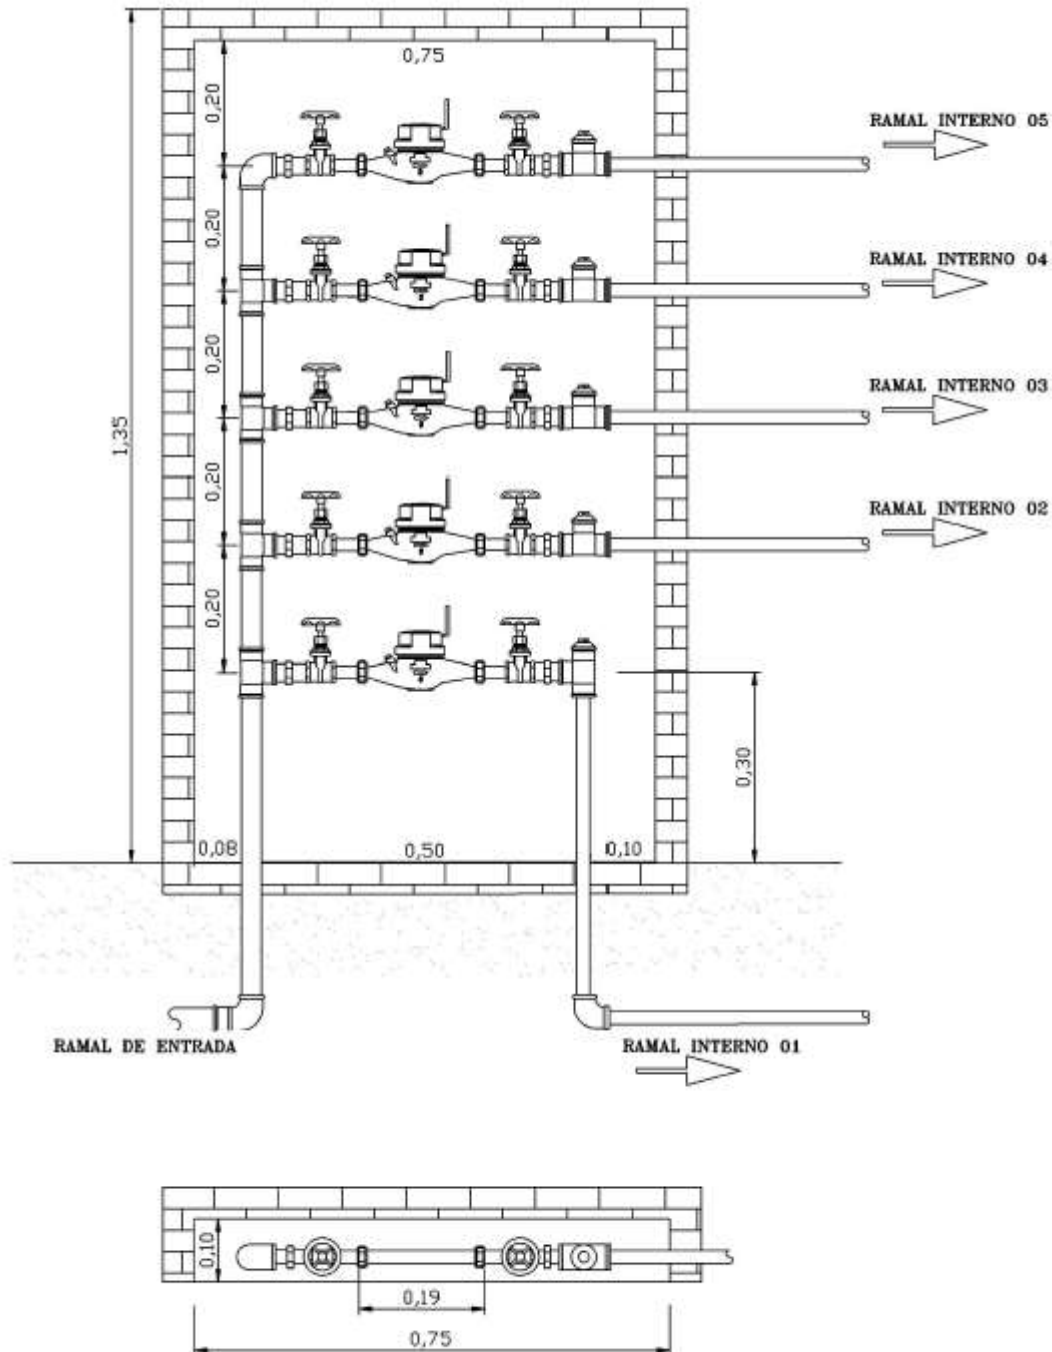 0,75
0,20
RAMAL INTERNO 05
0,20
RAMAL INTERNO 04
0,20
RAMAL INTERNO 03
1,35
0,20
RAMAL INTERNO 02
0,20
0,30
0,08
0,50
0,10
RAMAL DE ENTRADA
RAMAL INTERNO 01
0,10
0,19
0,75